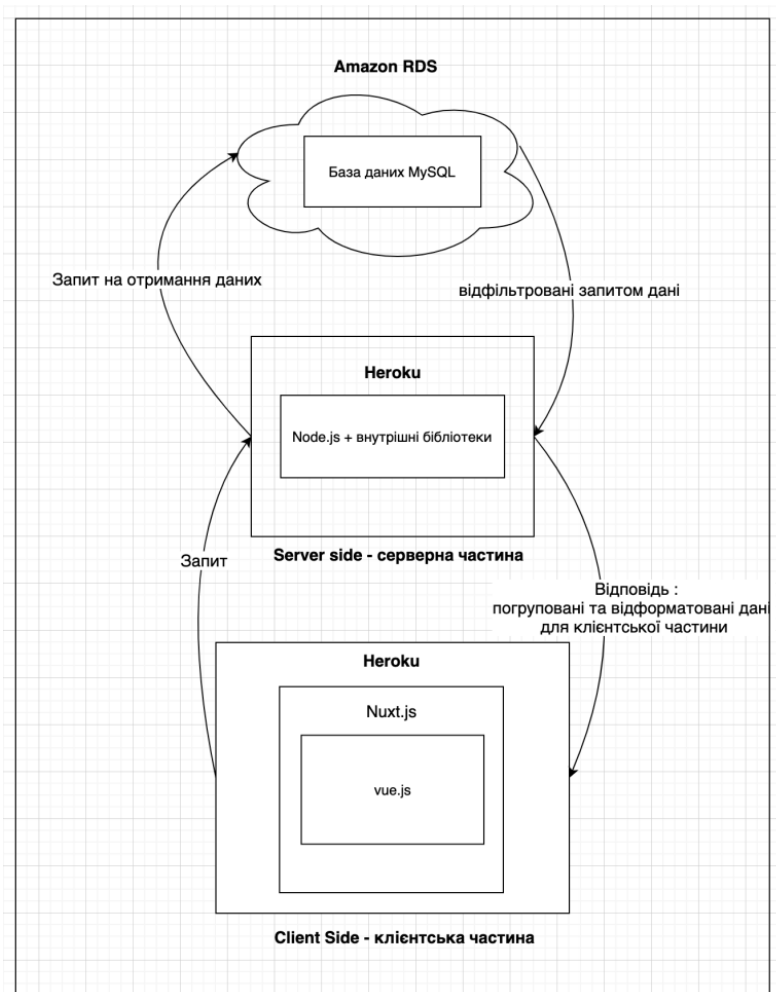 Amazon RDS
База даних MySQL
Запит на отримання даних
відфільтровані запитом дані
Heroku
Node.js + внутрішні бібліотеки
Server side - серверна частина
Запит
Відповідь :
погруповані та відформатовані дані
для клієнтської частини
Heroku
Nuxt.js
vue.js
Client Side - клієнтська частина